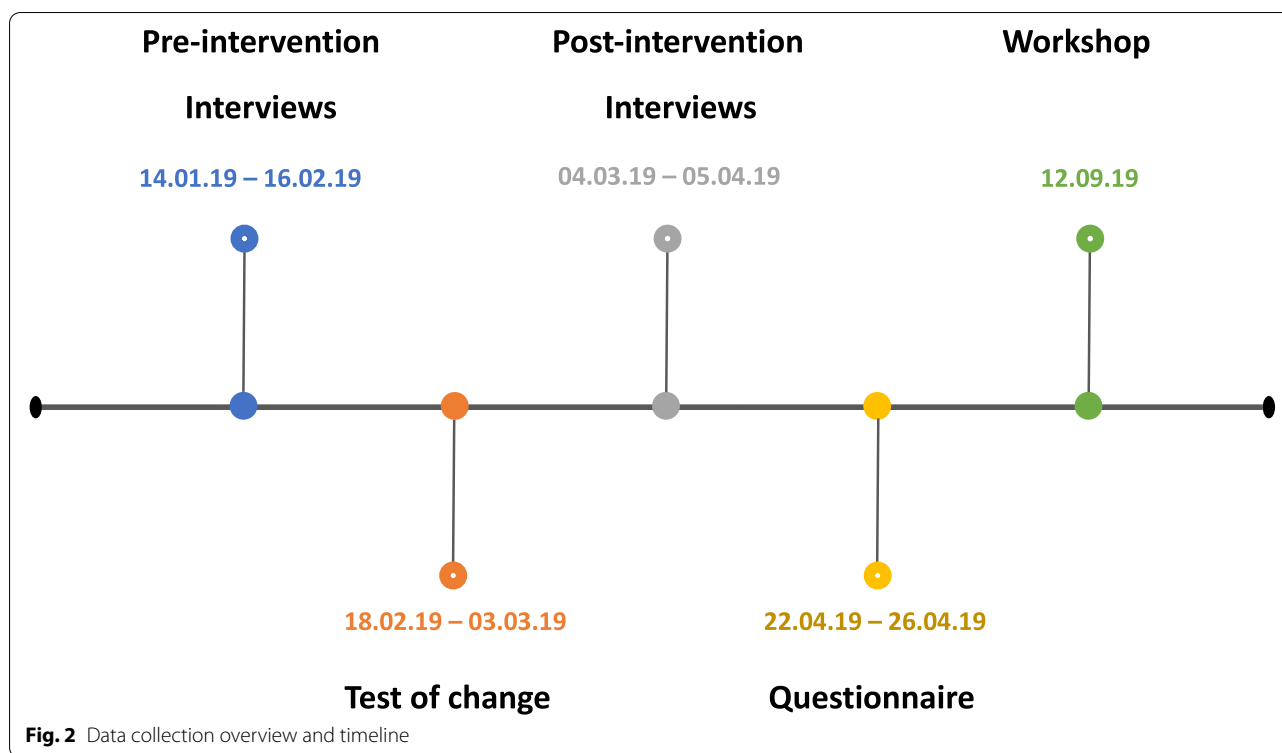 Pre-intervention
Interviews
14.01.19 – 16.02.19
Post-intervention
Interviews
04.03.19 – 05.04.19
Workshop
12.09.19
18.02.19 – 03.03.19
Test of change
22.04.19 – 26.04.19
Questionnaire
Fig. 2 Data collection overview and timeline